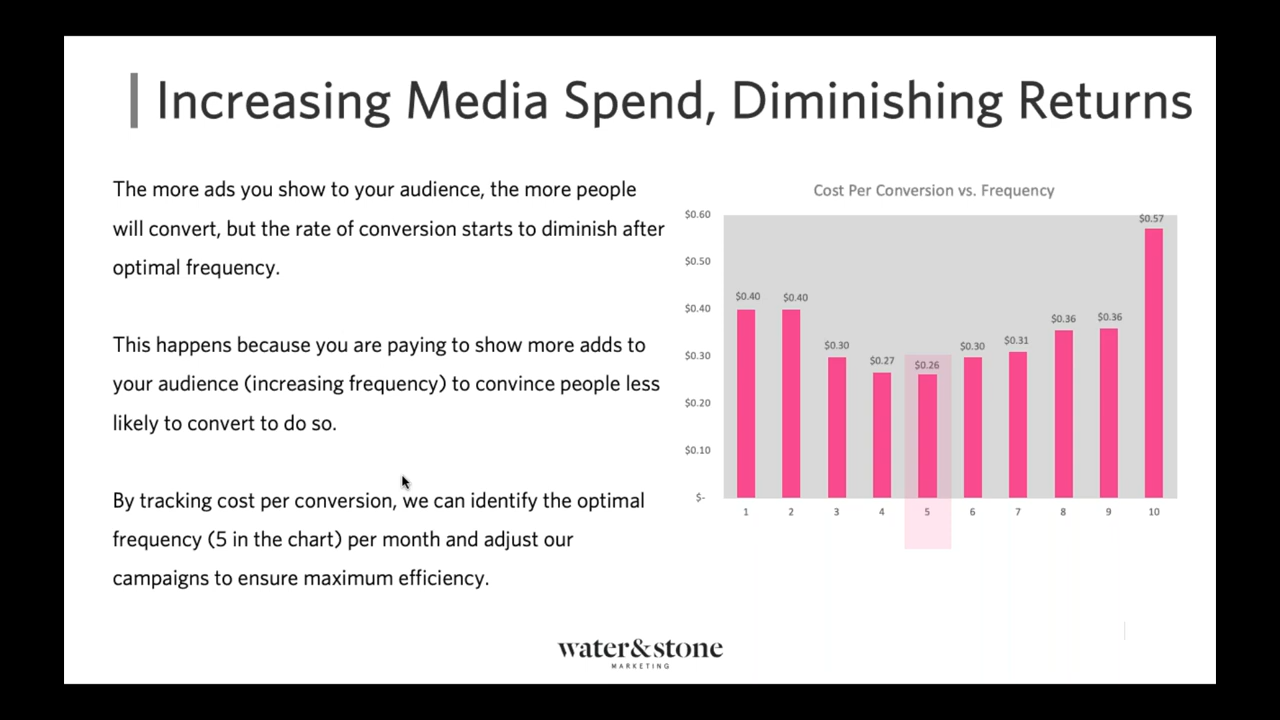 Increasing Media Spend, Diminishing Returns
The more ads you show to your audience, the more people
will convert, but the rate of conversion starts to diminish after
optimal frequency.
This happens because you are paying to show more adds to
your audience (increasing frequency) to convince people less
likely to convert to do so.
By tracking cost per conversion, we can identify the optimal
frequency (5 in the chart) per month and adjust our
campaigns to ensure maximum efficiency.
Cost Per Conversion vs. Frequency
$0.60
$0.50
$0.40
$0.30
$0.20
$0.10
$-
$0.40
$0.40
$0.30
$0.27
$0.26
$0.30
$0.31
$0.36
$0.36
$0.57
1 2 3 4 5 6 7 8 9 10
water&stone
MARKETING